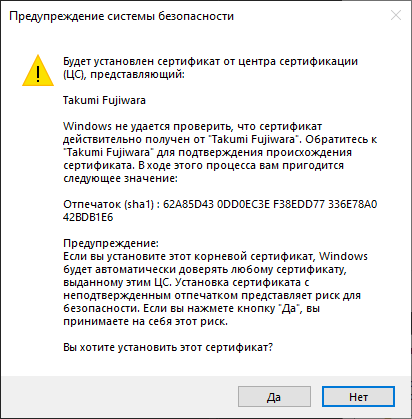 Предупреждение системы безопасности
Будет установлен сертификат от центра сертификации
(ЦС), представляющий:
Takumi Fujiwara
Windows не удается проверить, что сертификат
действительно получен от "Takumi Fujiwara". Обратитесь к
"Takumi Fujiwara" для подтверждения происхождения
сертификата. В ходе этого процесса вам пригодится
следующее значение:
Отпечаток (sha1) : 62A85D43 0DD0EC3E F38EDD77 336E78A0
42BDB1E6
Предупреждение:
Если вы установите этот корневой сертификат, Windows
будет автоматически доверять любому сертификату,
выданному этим ЦС. Установка сертификата с
неподтвержденным отпечатком представляет риск для
безопасности. Если вы нажмете кнопку "Да", вы
принимаете на себя этот риск.
Вы хотите установить этот сертификат?
Да
Нет